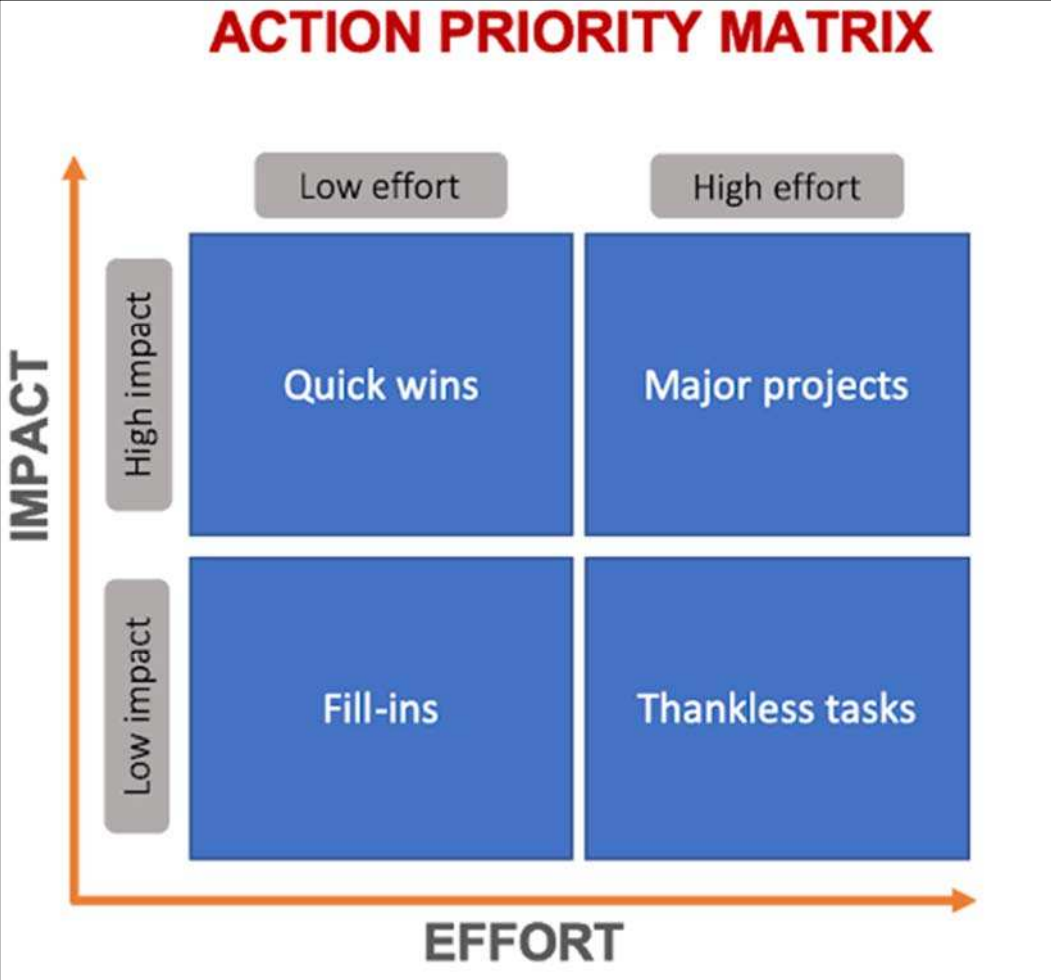 ACTION PRIORITY MATRIX
Low effort
High effort
IMPACT
High impact
Quick wins
Major projects
Low impact
Fill-ins
Thankless tasks
EFFORT